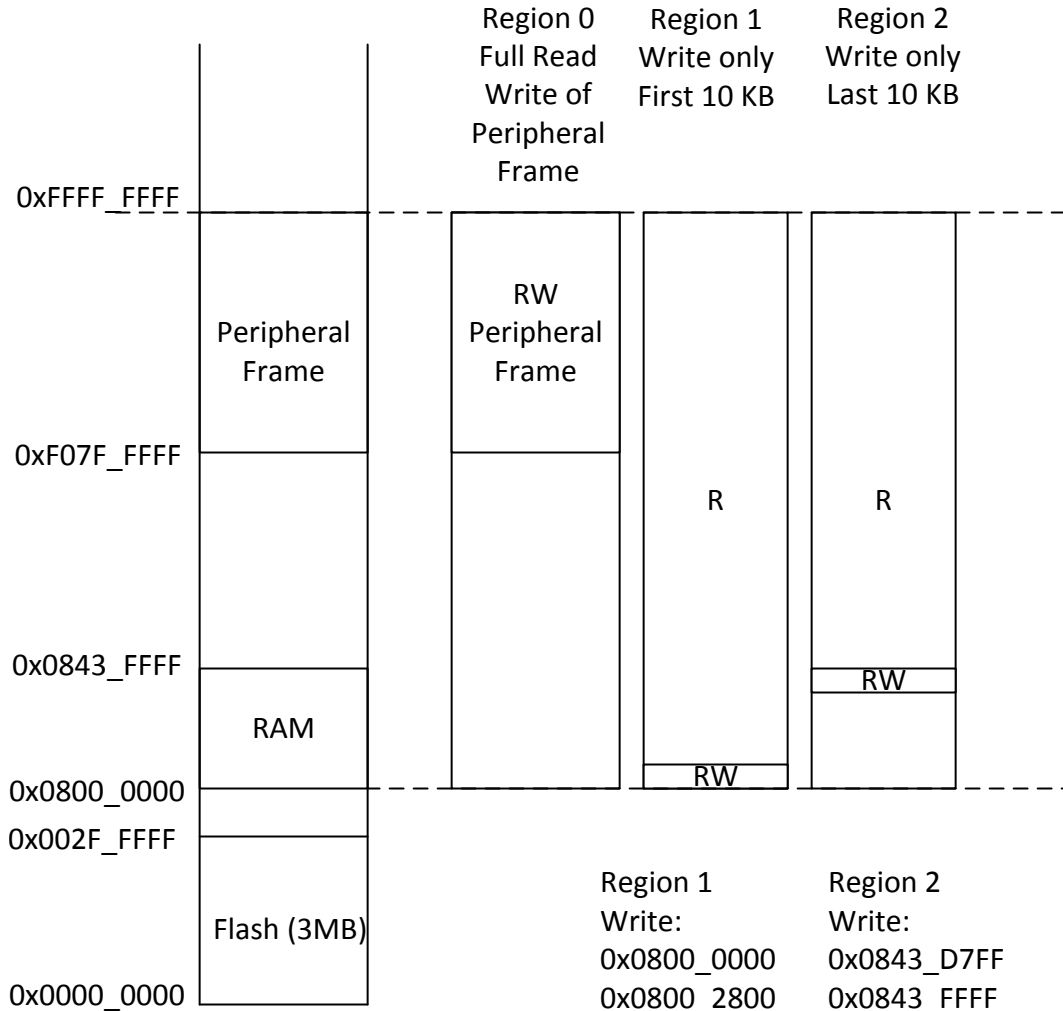 Region 0
Full Read
Write of
Peripheral
Frame
Region 1
Write only
First 10 KB
Region 2
Write only
Last 10 KB
0xFFFF_FFFF
Peripheral
Frame
RW
Peripheral
Frame
0xF07F_FFFF
R
R
0x0843_FFFF
RW
RAM
RW
0x0800_0000
0x002F_FFFF
Flash (3MB)
0x0000_0000
Region 1
Write:
0x0800_0000
0x0800_2800
Region 2
Write:
0x0843_D7FF
0x0843_FFFF